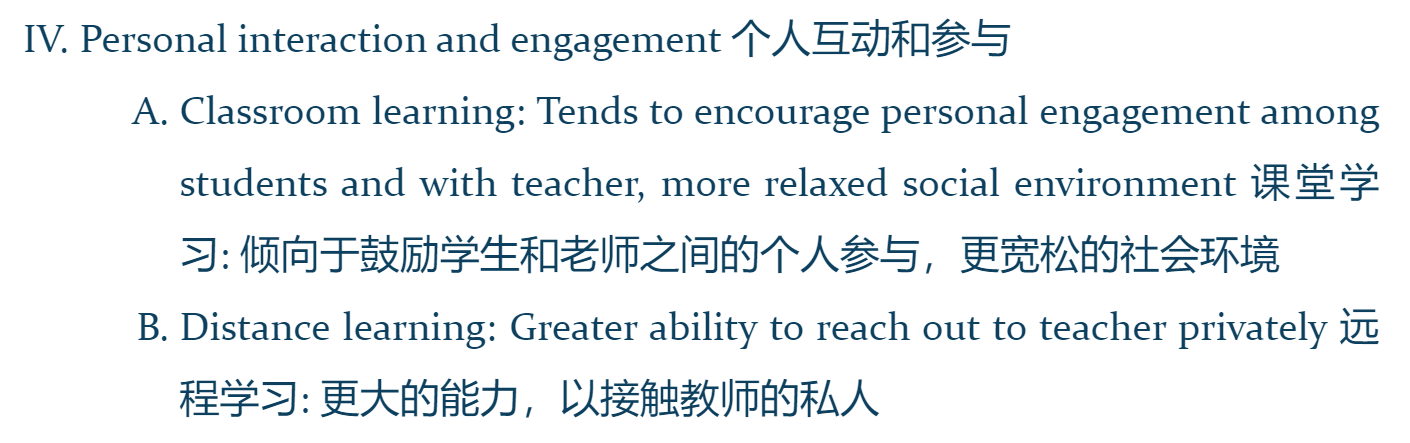 IV. Personal interaction and engagement 个人互动和参与
A. Classroom learning: Tends to encourage personal engagement among
students and with teacher, more relaxed social environment 课堂学
习: 倾向于鼓励学生和老师之间的个人参与，更宽松的社会环境
B. Distance learning: Greater ability to reach out to teacher privately 远
程学习: 更大的能力，以接触教师的私人